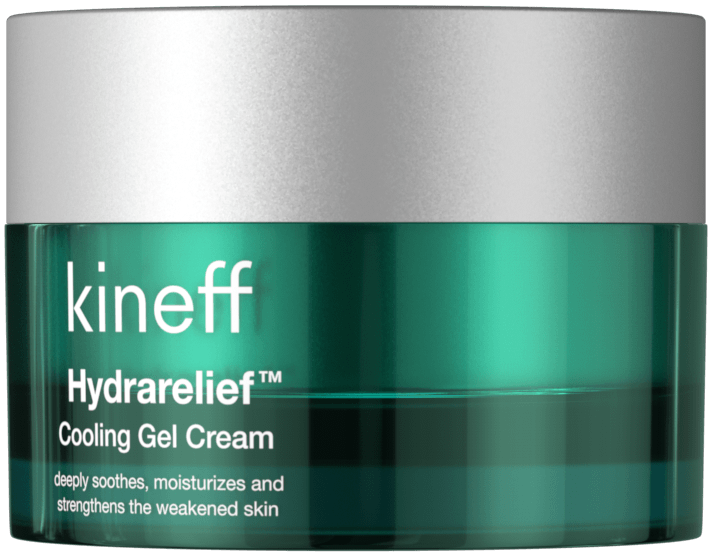 kineff
Hydrarelief™
Cooling Gel Cream
deeply soothes, moisturizes and
strengthens the weakened skin